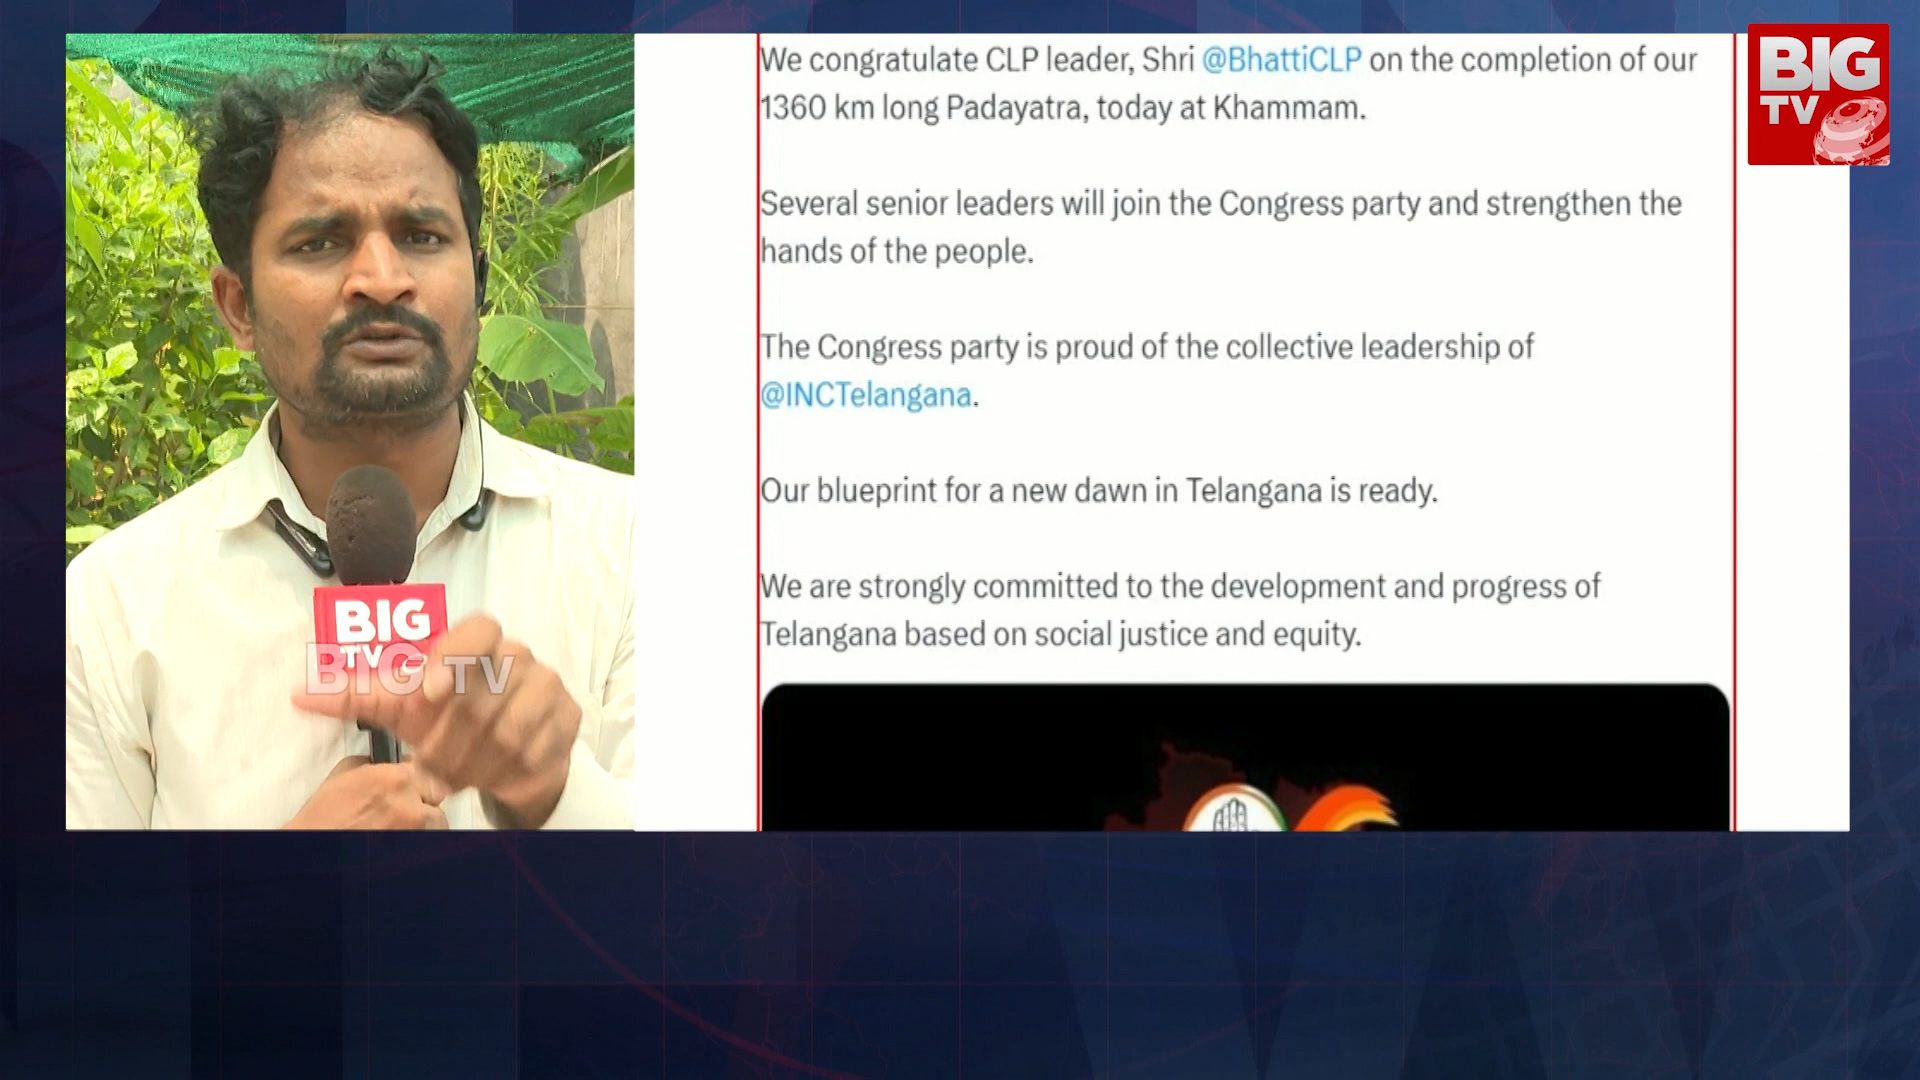 We congratulate CLP leader, Shri @BhattiCLP on the completion of our
1360 km long Padayatra, today at Khammam.
Several senior leaders will join the Congress party and strengthen the
hands of the people.
The Congress party is proud of the collective leadership of
@INCTelangana.
Our blueprint for a new dawn in Telangana is ready.
We are strongly committed to the development and progress of
Telangana based on social justice and equity.
BIG
TV
BIG
TV
BIG TV